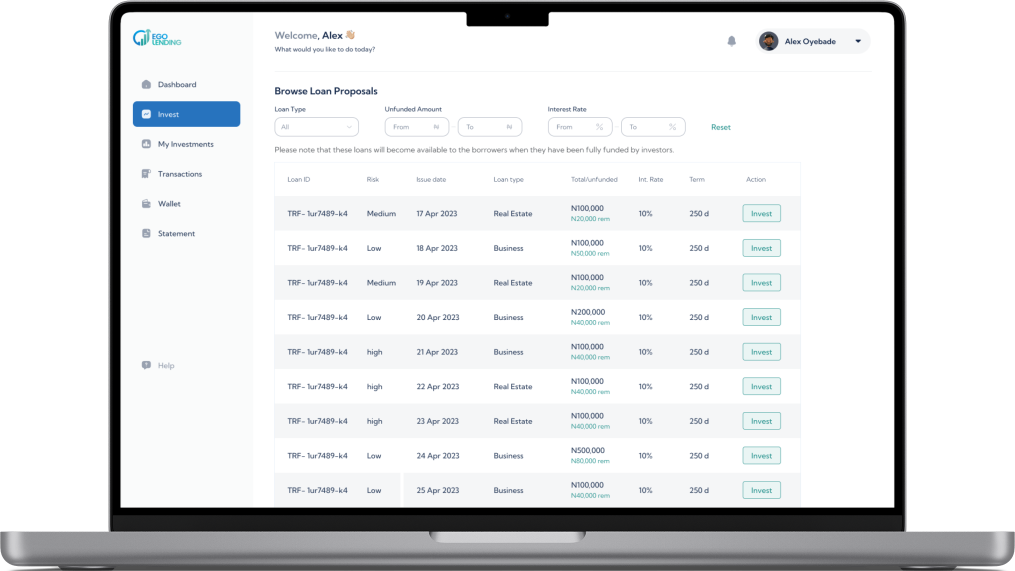 EGO
LENDING
Welcome, Alex
What would you like to do today?
Alex Oyebade
Dashboard
Invest
My Investments
Transactions
Wallet
Statement
Help
Browse Loan Proposals
Loan Type Unfunded Amount Interest Rate
All From ₦ To ₦ From % To % Reset
Please note that these loans will become available to the borrowers when they have been fully funded by investors.
Loan ID Risk Issue date Loan type Total/unfunded Int. Rate Term Action
TRF- 1ur7489-k4 Medium 17 Apr 2023 Real Estate N100,000 10% 250 d Invest
N20,000 rem
TRF- 1ur7489-k4 Low 18 Apr 2023 Business N100,000 10% 250 d Invest
N50,000 rem
TRF- 1ur7489-k4 Medium 19 Apr 2023 Real Estate N100,000 10% 250 d Invest
N20,000 rem
TRF- 1ur7489-k4 Low 20 Apr 2023 Business N200,000 10% 250 d Invest
N40,000 rem
TRF- 1ur7489-k4 high 21 Apr 2023 Business N100,000 10% 250 d Invest
N40,000 rem
TRF- 1ur7489-k4 high 22 Apr 2023 Real Estate N100,000 10% 250 d Invest
N40,000 rem
TRF- 1ur7489-k4 high 23 Apr 2023 Real Estate N100,000 10% 250 d Invest
N40,000 rem
TRF- 1ur7489-k4 Low 24 Apr 2023 Business N500,000 10% 250 d Invest
N80,000 rem
TRF- 1ur7489-k4 Low 25 Apr 2023 Business N100,000 10% 250 d Invest
N40,000 rem